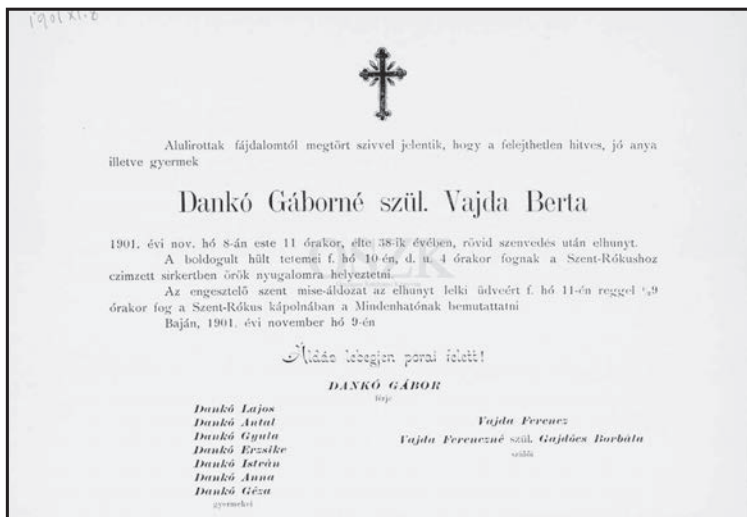 1901 XI. 8
Alulirottak fájdalomtól megtört szivvel jelentik, hogy a felejthetlen hitves, jó anya
illetve gyermek
Dankó Gáborné szül. Vajda Berta
1901. évi nov. hó 8-án este 11 órakor, élte 38-ik évében, rövid szenvedés után elhunyt.
A boldogult hült tetemei f. hó 10-én, d. u. 4 órakor fognak a Szent-Rókushoz
czimzett sirkertben örök nyugalomra helyeztetni.
OSZK
Az engesztelő szent mise-áldozat az elhunyt lelki üdveért f. hó 11-én reggel 9
órakor fog a Szent-Rókus kápolnában a Mindenhatónak bemutattatni
Baján, 1901. évi november hó 9-én
Áldás lebegjen porai felett!
DANKÓ GÁBOR
férje
Dankó Lajos
Dankó Antal
Dankó Gyula
Dankó Erzsike
Dankó István
Dankó Anna
Dankó Géza
gyermekei
Vajda Ferencz
Vajda Ferenczné szül. Gajdócs Borbála
szülői